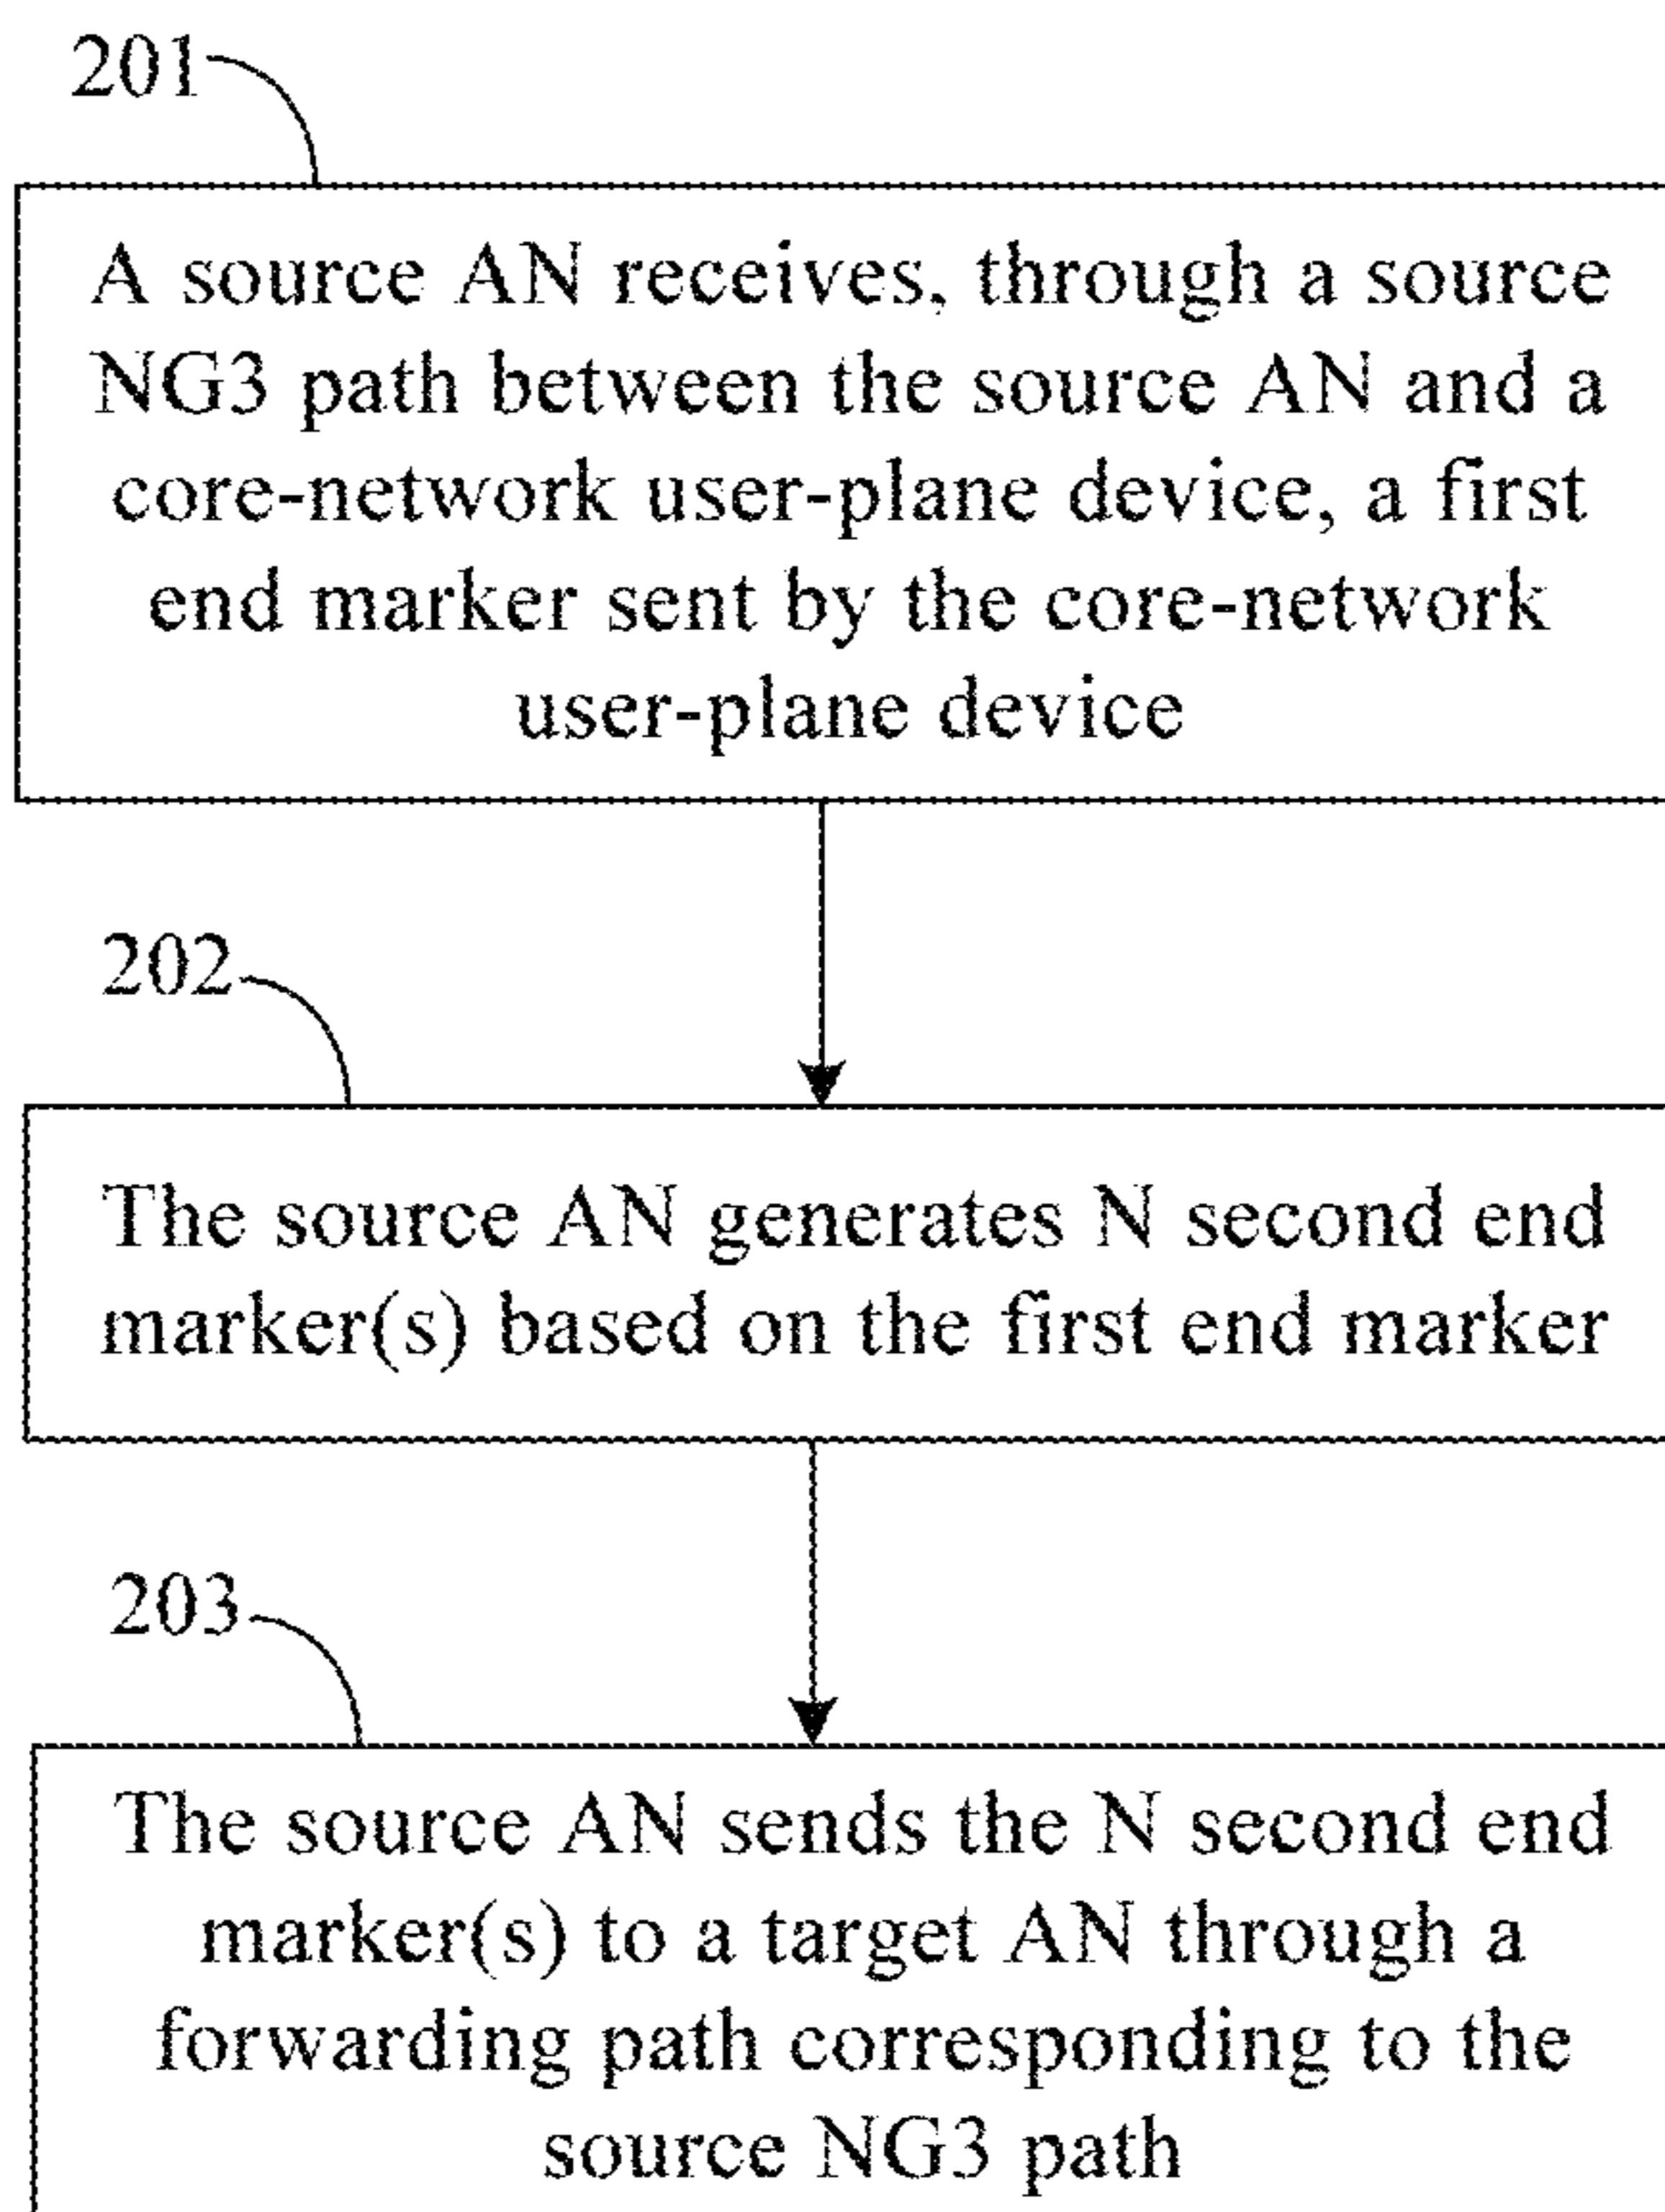 201
A source AN receives, through a source
NG3 path between the source AN and a
core-network user-plane device, a first
end marker sent by the core-network
user-plane device
202
The source AN generates N second end
marker(s) based on the first end marker
203
The source AN sends the N second end
marker(s) to a target AN through a
forwarding path corresponding to the
source NG3 path